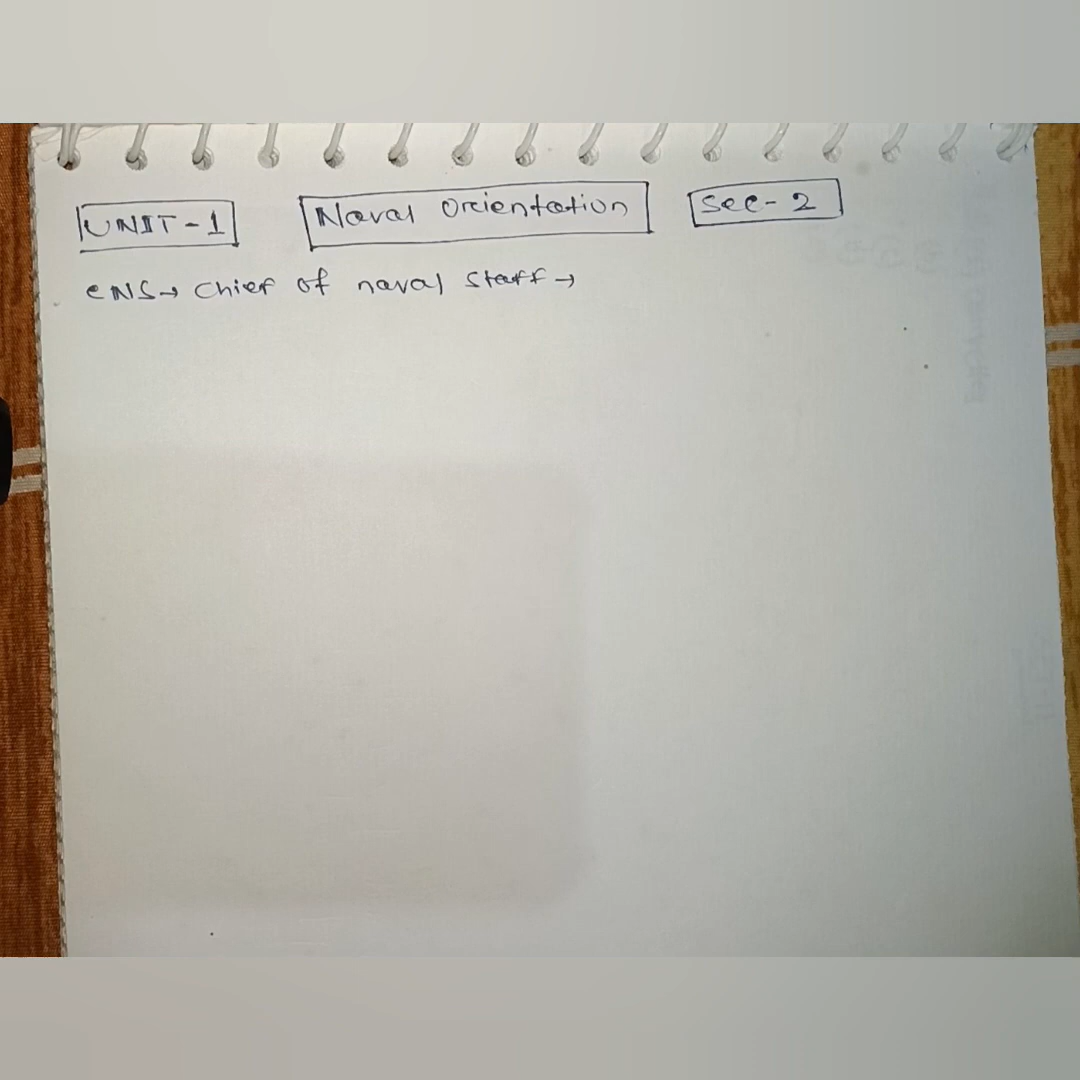 UNIT-1 Naval Orientation Sec-2
CNS→ Chief of naval Staff →